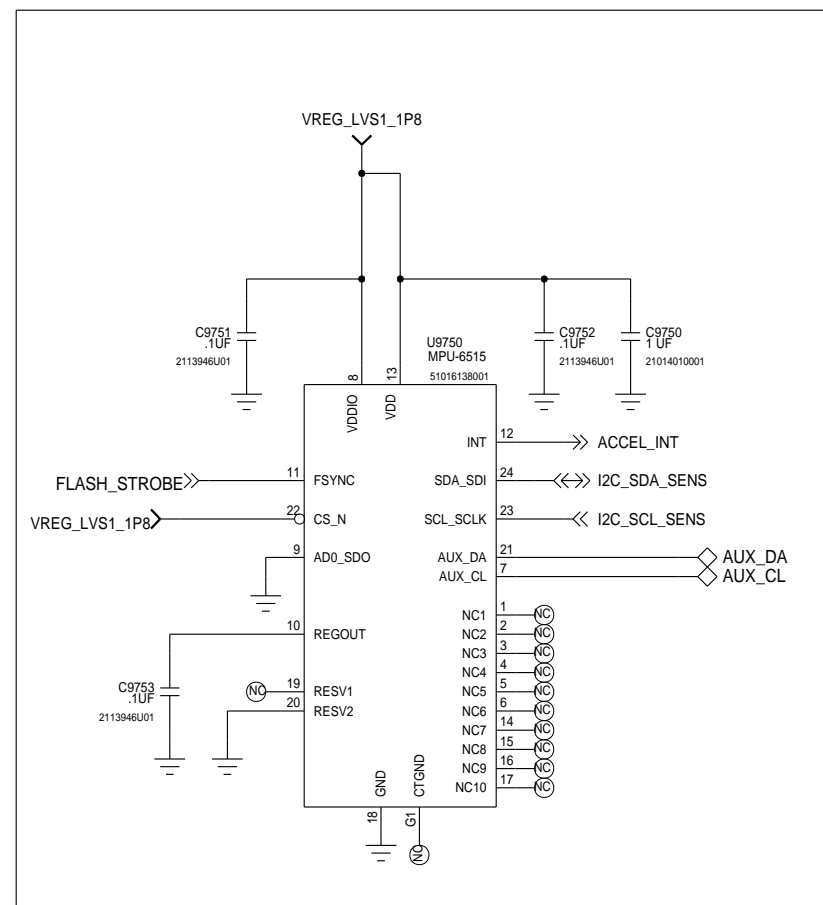 VREG_LVS1_1P8
C9751
.1UF
2113946U01
U9750
MPU-6515
51016138001
C9752
.1UF
2113946U01
C9750
1 UF
21014010001
8
13
VDDIO
VDD
INT
12
ACCEL_INT
FLASH_STROBE
11
FSYNC
SDA_SDI
24
I2C_SDA_SENS
VREG_LVS1_1P8
22
CS_N
SCL_SCLK
23
I2C_SCL_SENS
9
AD0_SDO
AUX_DA
21
AUX_DA
AUX_CL
7
AUX_CL
10
REGOUT
NC1
1
NC
NC2
2
NC
NC3
3
NC
NC4
4
NC
C9753
.1UF
2113946U01
NC
19
RESV1
NC5
5
NC
20
RESV2
NC6
6
NC
NC7
14
NC
NC8
15
NC
NC9
16
NC
NC10
17
NC
GND
CTGND
18
G1
NC